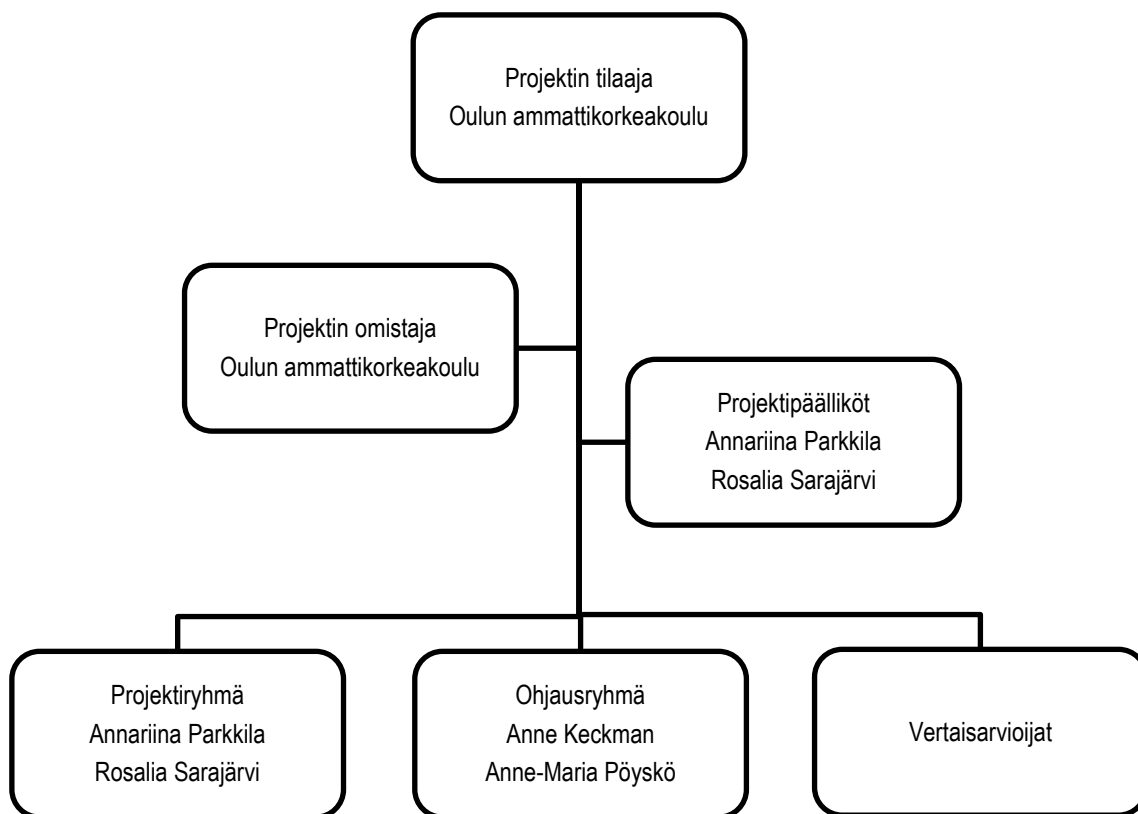 Projektin tilaaja
Oulun ammattikorkeakoulu
Projektin omistaja
Oulun ammattikorkeakoulu
Projektipäälliköt
Annariina Parkkila
Rosalia Sarajärvi
Projektiryhmä
Annariina Parkkila
Rosalia Sarajärvi
Ohjausryhmä
Anne Keckman
Anne-Maria Pöyskö
Vertaisarvioijat